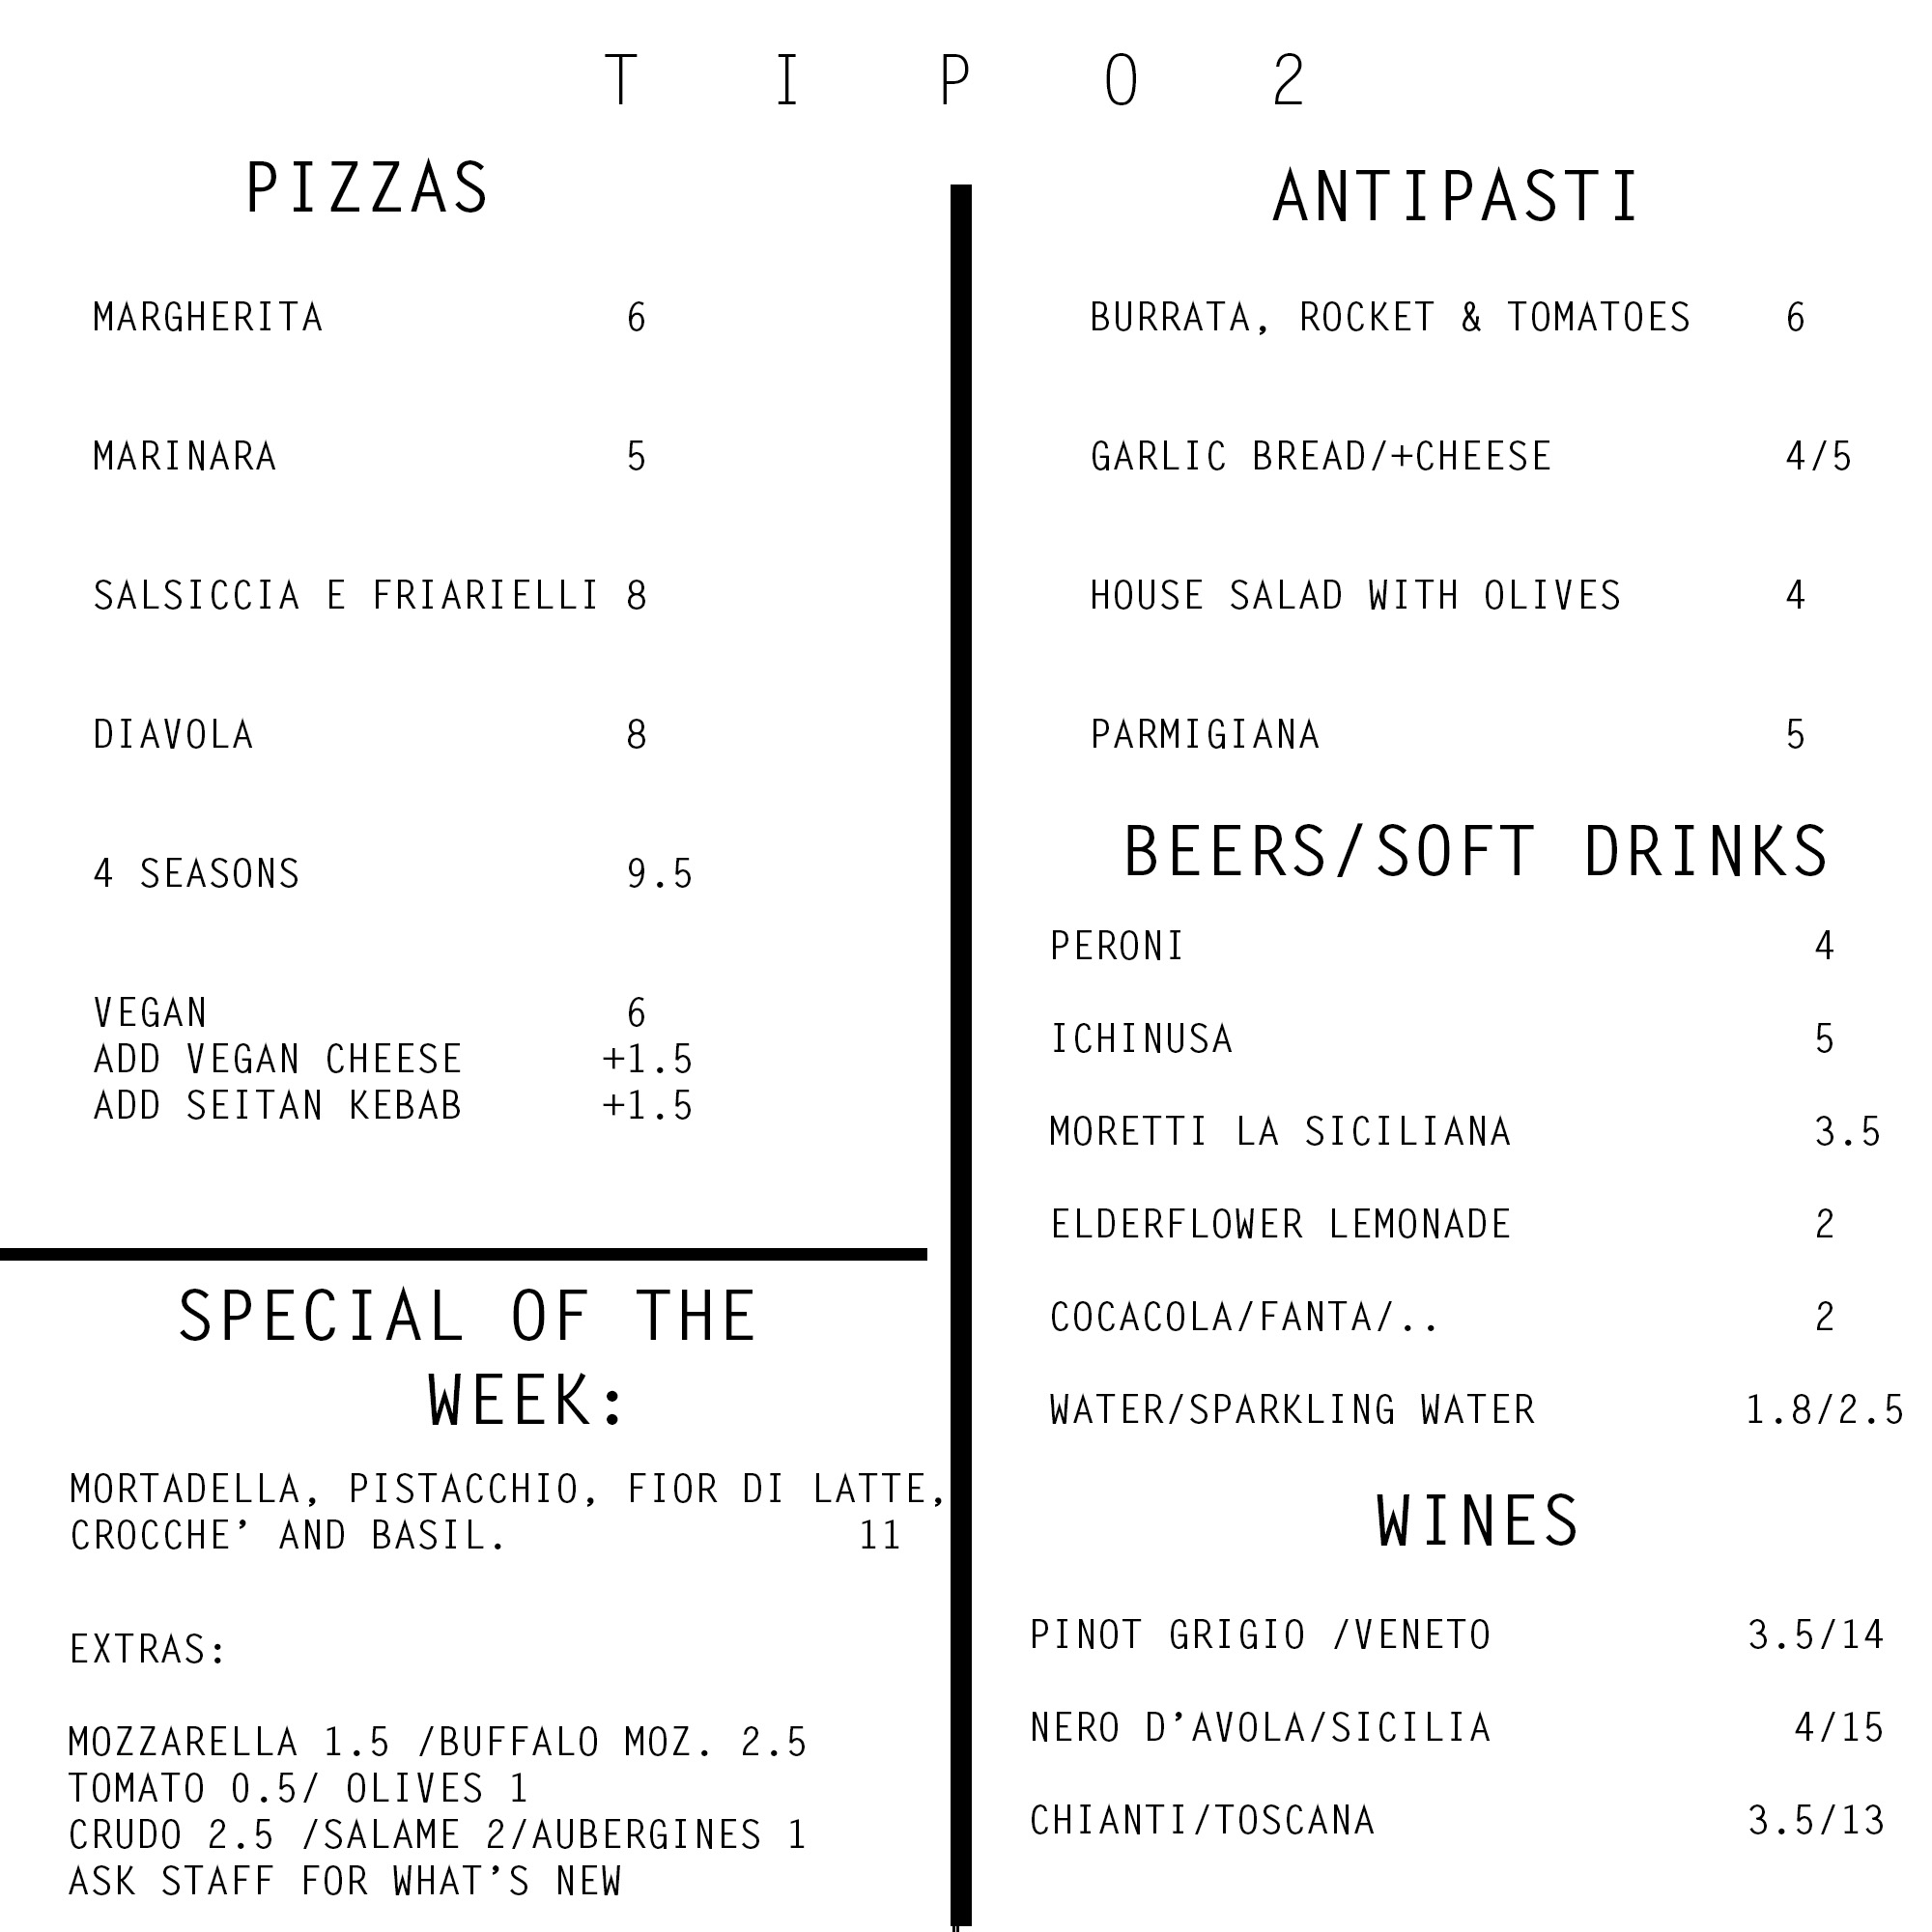 TIPO2
PIZZAS
MARGHERITA 6
MARINARA 5
SALSICCIA E FRIARIELLI 8
DIAVOLA 8
4 SEASONS 9.5
VEGAN 6
ADD VEGAN CHEESE +1.5
ADD SEITAN KEBAB +1.5
SPECIAL OF THE
WEEK:
MORTADELLA, PISTACCHIO, FIOR DI LATTE,
CROCCHE’ AND BASIL. 11
EXTRAS:
MOZZARELLA 1.5 /BUFFALO MOZ. 2.5
TOMATO 0.5/ OLIVES 1
CRUDO 2.5 /SALAME 2/AUBERGINES 1
ASK STAFF FOR WHAT’S NEW
ANTIPASTI
BURRATA, ROCKET & TOMATOES 6
GARLIC BREAD/+CHEESE 4/5
HOUSE SALAD WITH OLIVES 4
PARMIGIANA 5
BEERS/SOFT DRINKS
PERONI 4
ICHINUSA 5
MORETTI LA SICILIANA 3.5
ELDERFLOWER LEMONADE 2
COCACOLA/FANTA/.. 2
WATER/SPARKLING WATER 1.8/2.5
WINES
PINOT GRIGIO /VENETO 3.5/14
NERO D’AVOLA/SICILIA 4/15
CHIANTI/TOSCANA 3.5/13